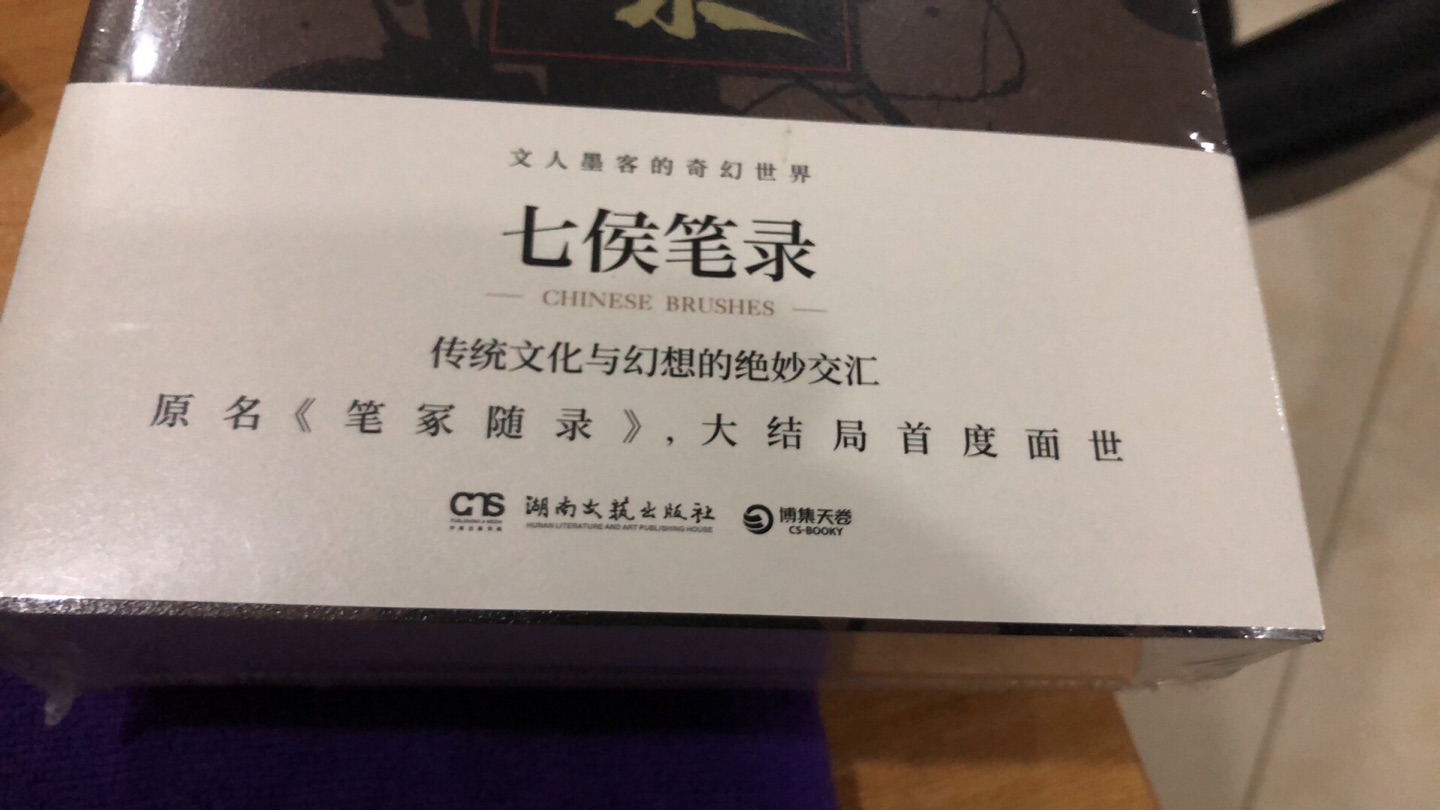 录
文人墨客的奇幻世界
七侯笔录
CHINESE BRUSHES
传统文化与幻想的绝妙交汇
原名《笔冢随录》,大结局首度面世
CNS 湖南文艺出版社 博集天卷
HUNAN LITERATURE AND ART PUBLISHING HOUSE CS-BOOKY